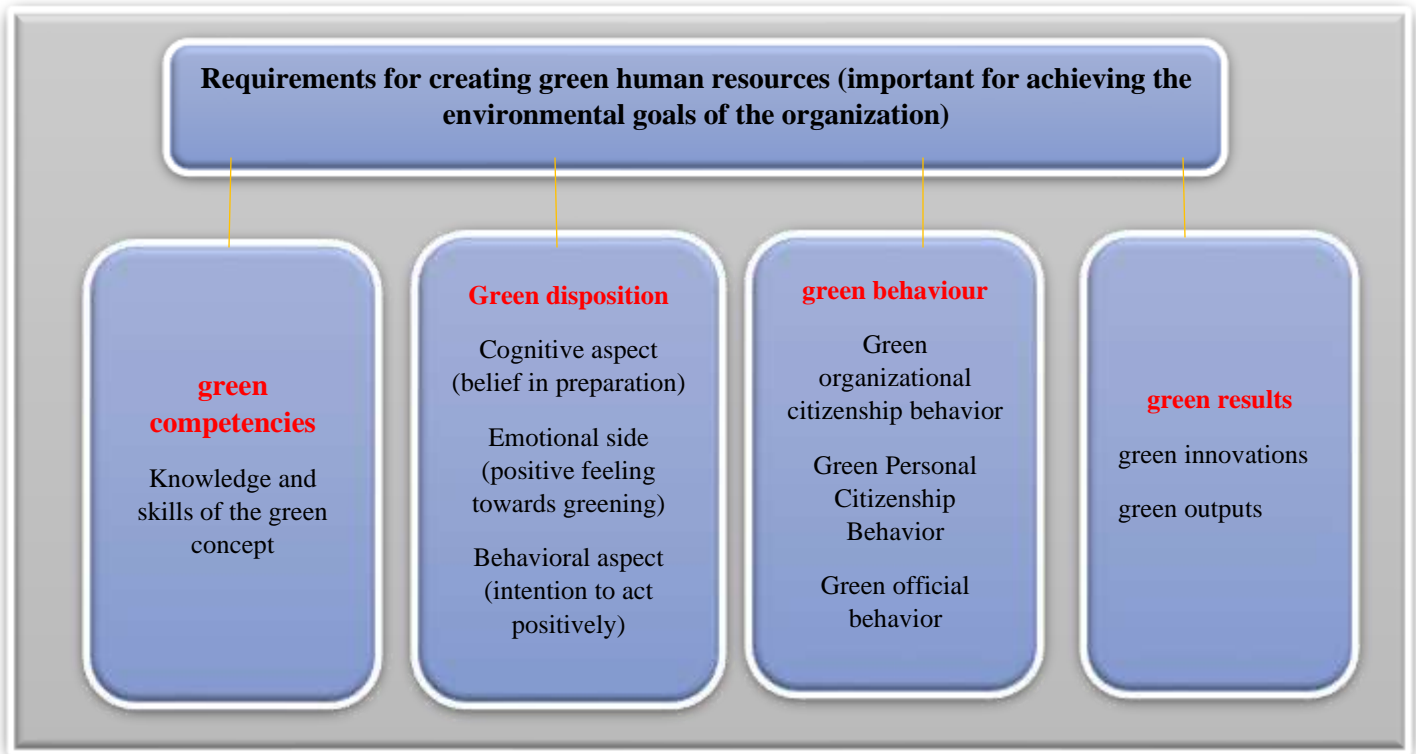 Requirements for creating green human resources (important for achieving the
environmental goals of the organization)
green
competencies
Knowledge and
skills of the green
concept
Green disposition
Cognitive aspect
(belief in preparation)
Emotional side
(positive feeling
towards greening)
Behavioral aspect
(intention to act
positively)
green behaviour
Green
organizational
citizenship behavior
Green Personal
Citizenship
Behavior
Green official
behavior
green results
green innovations
green outputs